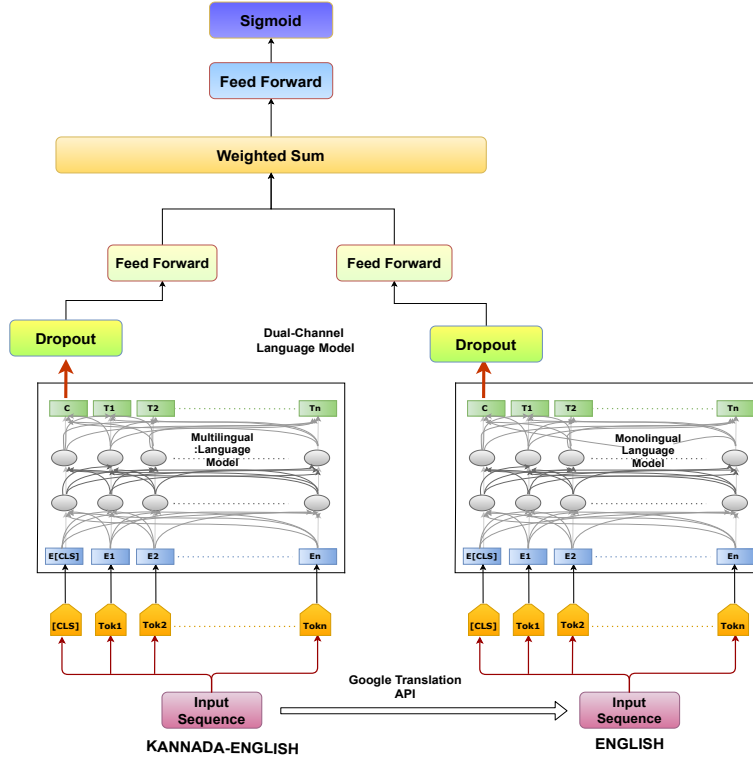 Sigmoid
Feed Forward
Weighted Sum
Feed Forward
Feed Forward
Dropout
Dual-Channel
Language Model
Dropout
C T1 T2 Tn
Multilingual
:Language
Model
E[CLS] E1 E2 En
[CLS] Tok1 Tok2 Tokn
C T1 T2 Tn
Monolingual
Language
Model
E[CLS] E1 E2 En
[CLS] Tok1 Tok2 Tokn
Input
Sequence
KANNADA-ENGLISH
Google Translation
API
Input
Sequence
ENGLISH